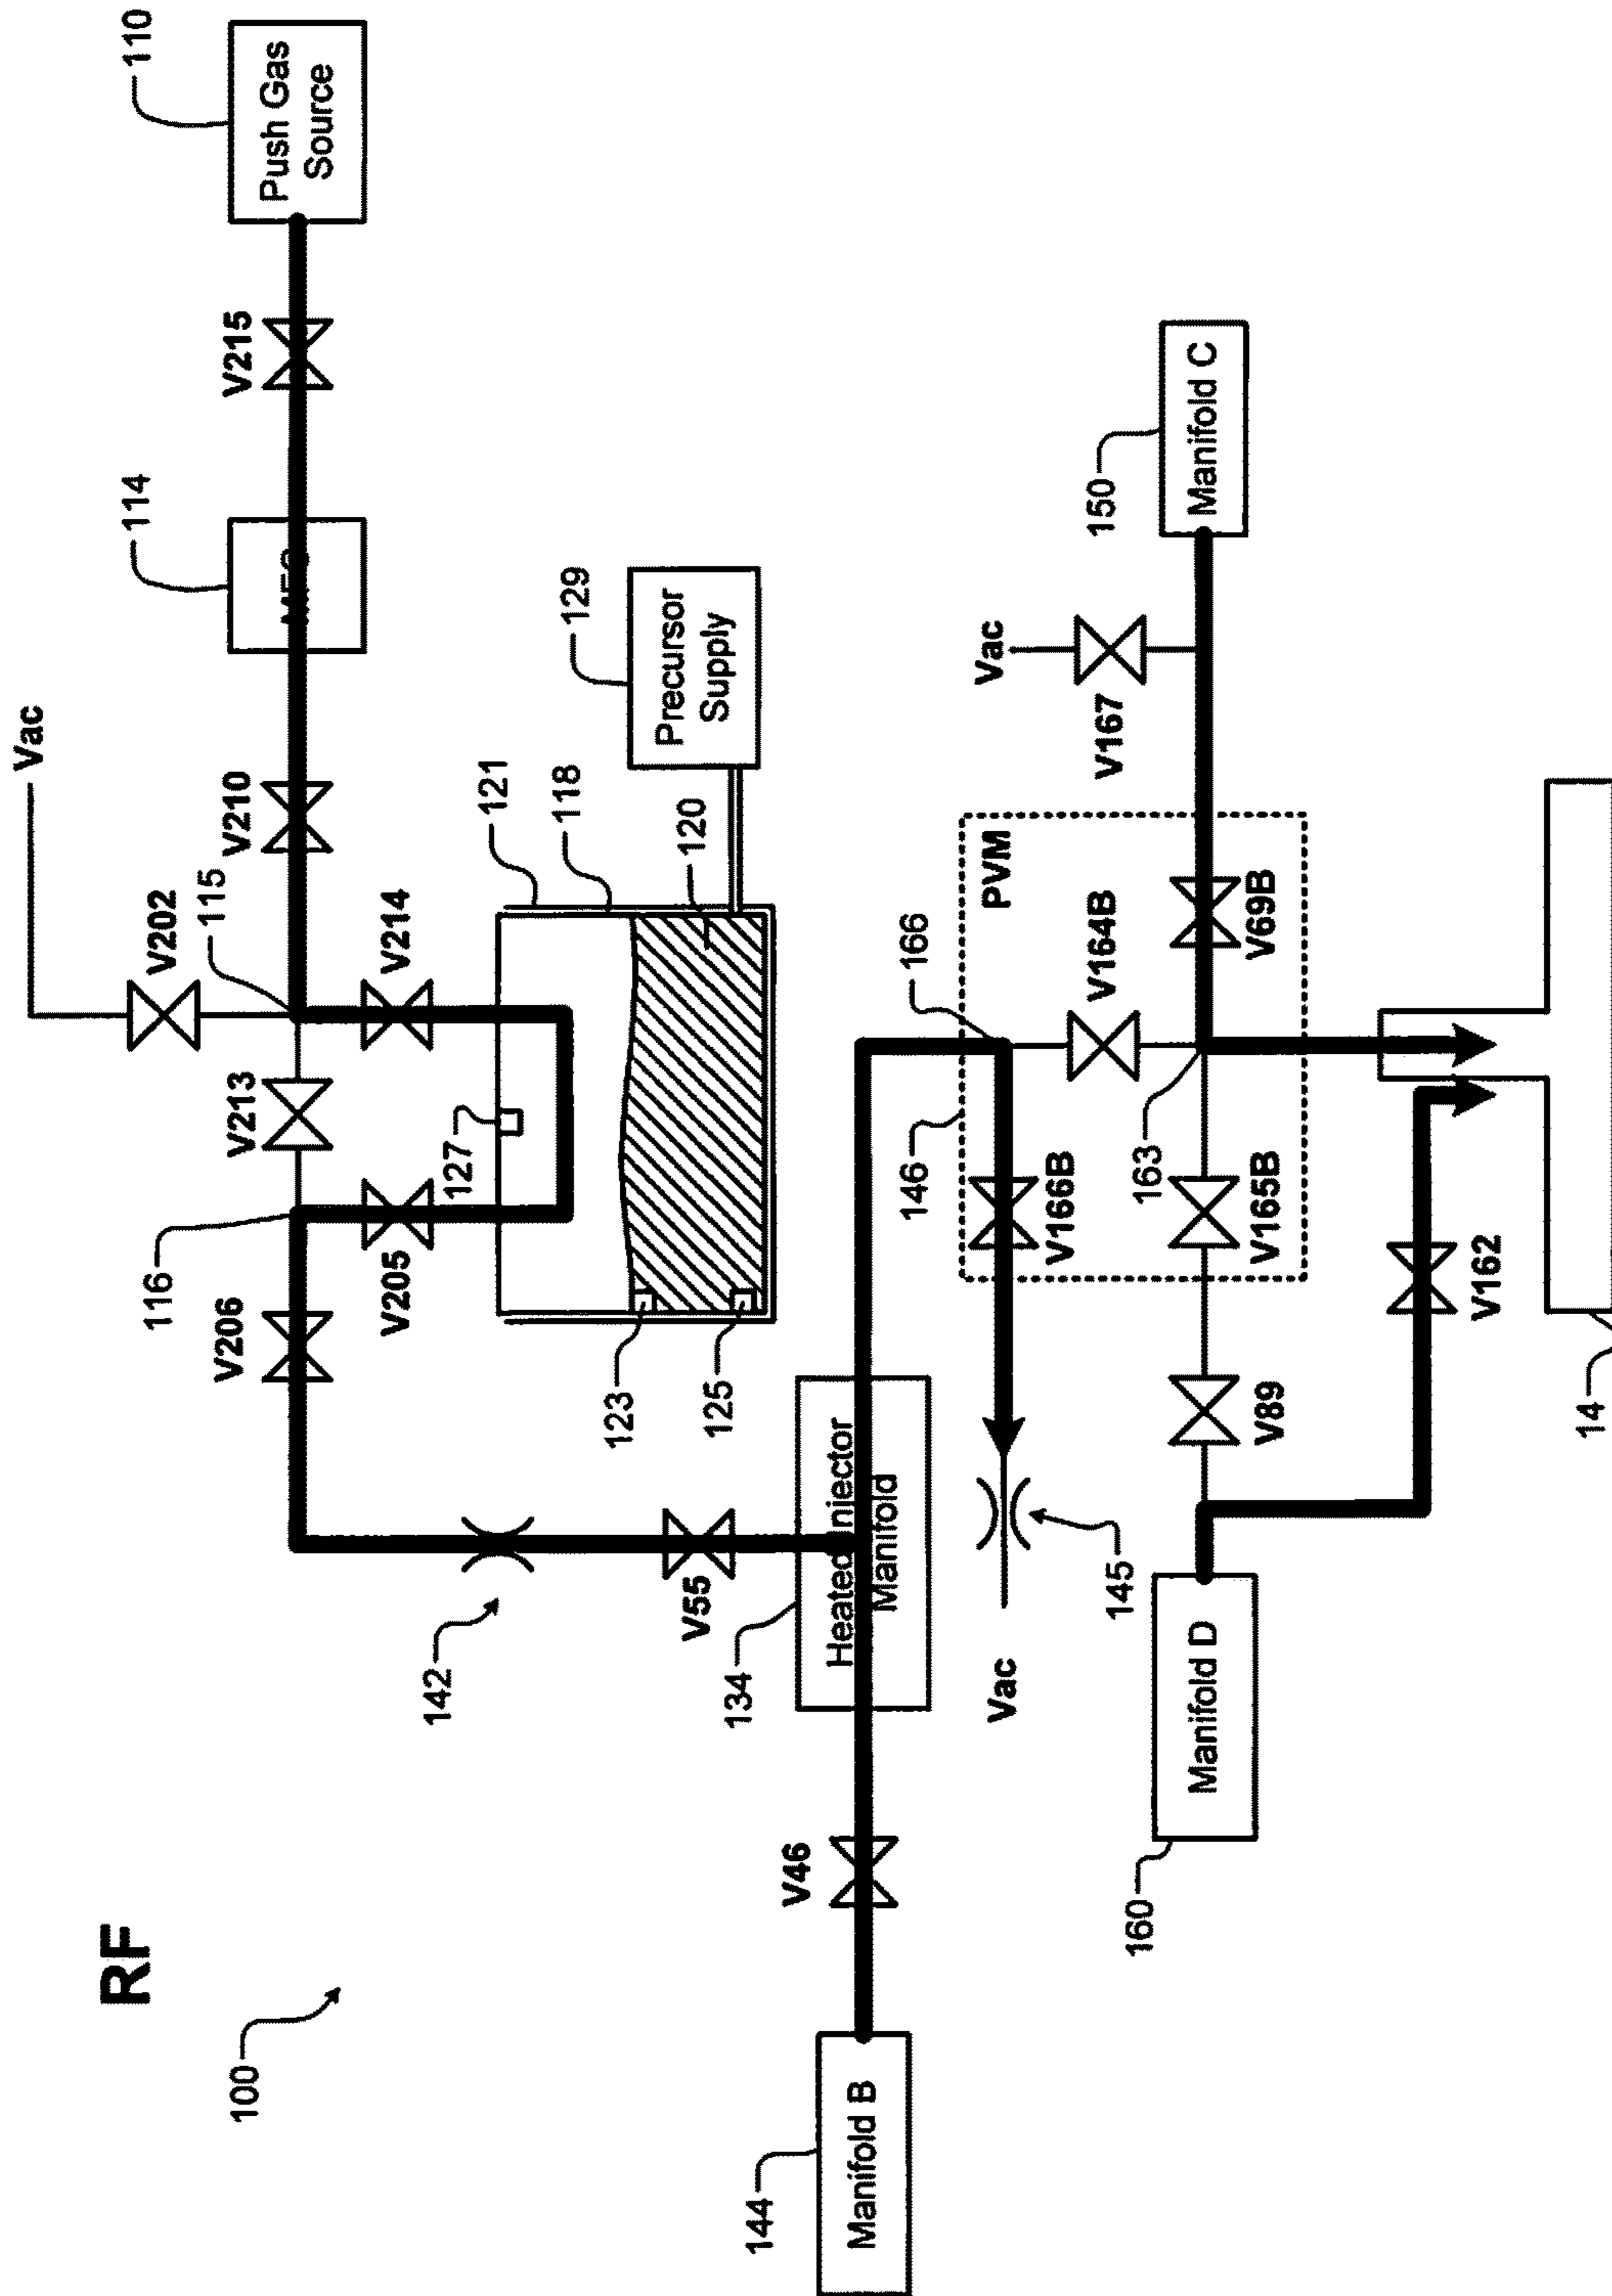 Vac
RF
116
V202
114
110
100
V206
V213
115
V210
V215
Push Gas
Source
MFC
V205
V214
142
127
121
118
129
123
120
Precursor
Supply
V55
125
134
Heated Injector
Manifold
144
V46
Manifold B
146
166
PVM
Vac
Vac
V166B
V164B
145
150
V167
160
163
Manifold D
Manifold C
V89
V165B
V69B
V162
14